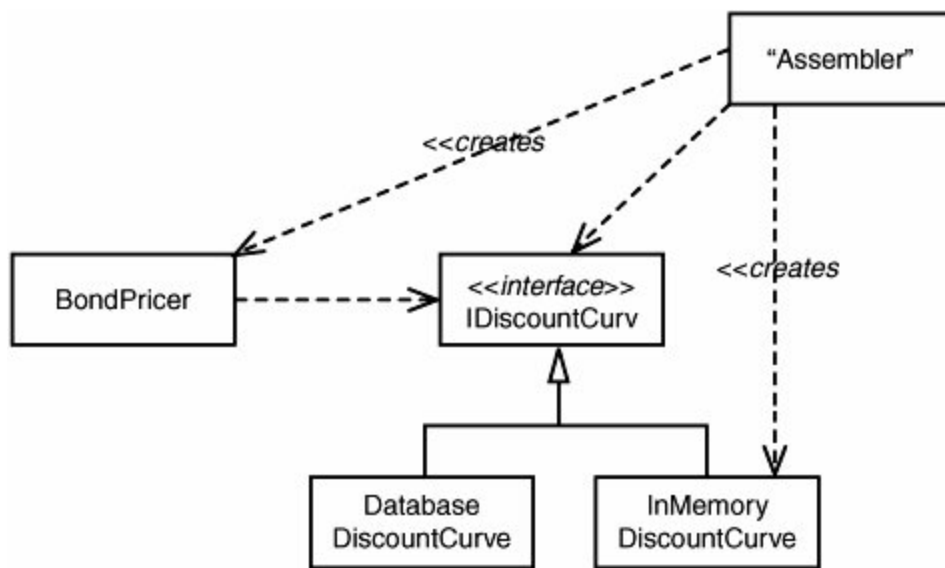 “Assembler”
<<creates
BondPricer
<<interface>>
IDiscountCurv
<<creates
Database
DiscountCurve
InMemory
DiscountCurve